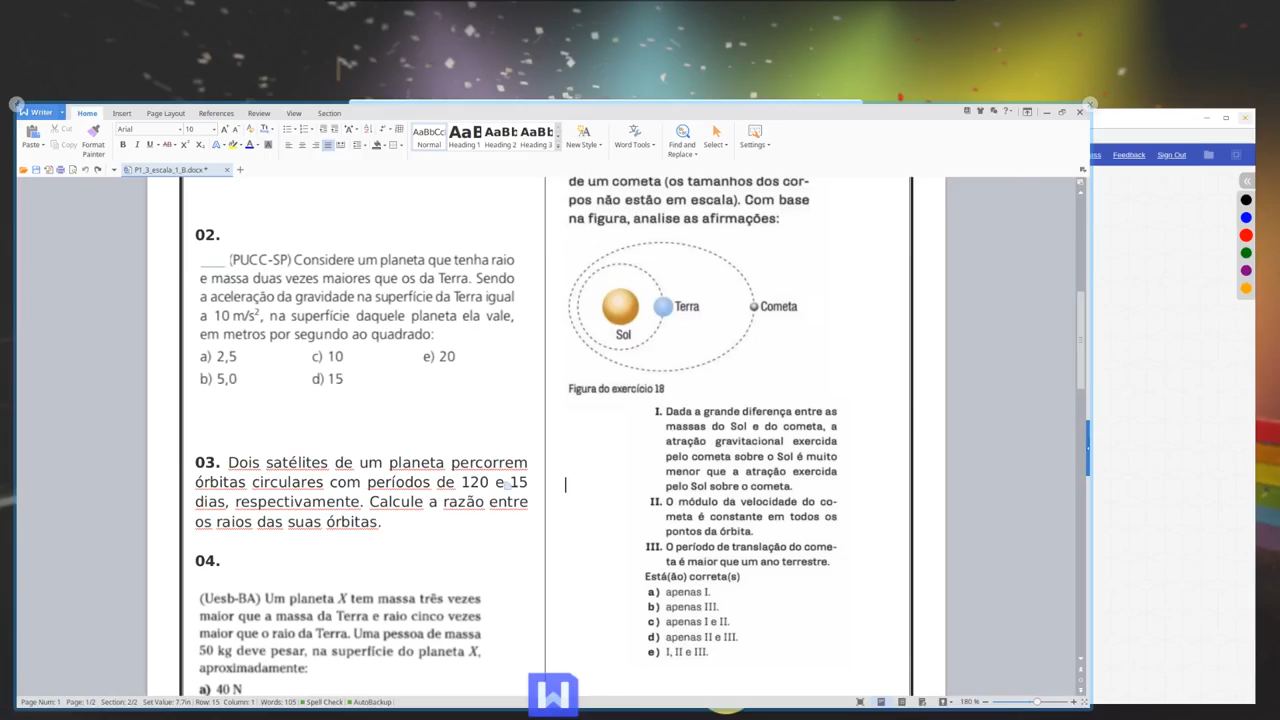 Writer
Home
Insert
Page Layout
References
Review
View
Section
Paste
Cut
Copy
Format
Painter
Arial
10
B I U
AaBbCc
Normal
AaB
Heading 1
AaBb
Heading 2
AaBb
Heading 3
New Style
Word Tools
Find and
Replace
Select
Settings
P1_3_escala_1_B.docx *
Feedback
Sign Out
02.
____ (PUCC-SP) Considere um planeta que tenha raio
e massa duas vezes maiores que os da Terra. Sendo
a aceleração da gravidade na superfície da Terra igual
a 10 m/s², na superfície daquele planeta ela vale,
em metros por segundo ao quadrado:
a) 2,5 c) 10 e) 20
b) 5,0 d) 15
03. Dois satélites de um planeta percorrem
órbitas circulares com períodos de 120 e 15
dias, respectivamente. Calcule a razão entre
os raios das suas órbitas.
04.
(Uesb-BA) Um planeta X tem massa três vezes
maior que a massa da Terra e raio cinco vezes
maior que o raio da Terra. Uma pessoa de massa
50 kg deve pesar, na superfície do planeta X,
aproximadamente:
a) 40 N
de um cometa (os tamanhos dos cor-
pos não estão em escala). Com base
na figura, analise as afirmações:
Sol
Terra
Cometa
Figura do exercício 18
I. Dada a grande diferença entre as
massas do Sol e do cometa, a
atração gravitacional exercida
pelo cometa sobre o Sol é muito
menor que a atração exercida
pelo Sol sobre o cometa.
II. O módulo da velocidade do co-
meta é constante em todos os
pontos da órbita.
III. O período de translação do come-
ta é maior que um ano terrestre.
Está(ão) correta(s)
a) apenas I.
b) apenas III.
c) apenas I e II.
d) apenas II e III.
e) I, II e III.
Page Num: 1 Page: 1/2 Section: 2/2 Set Value: 7.7in Row: 15 Column: 1 Words: 105 Spell Check AutoBackup
180 %